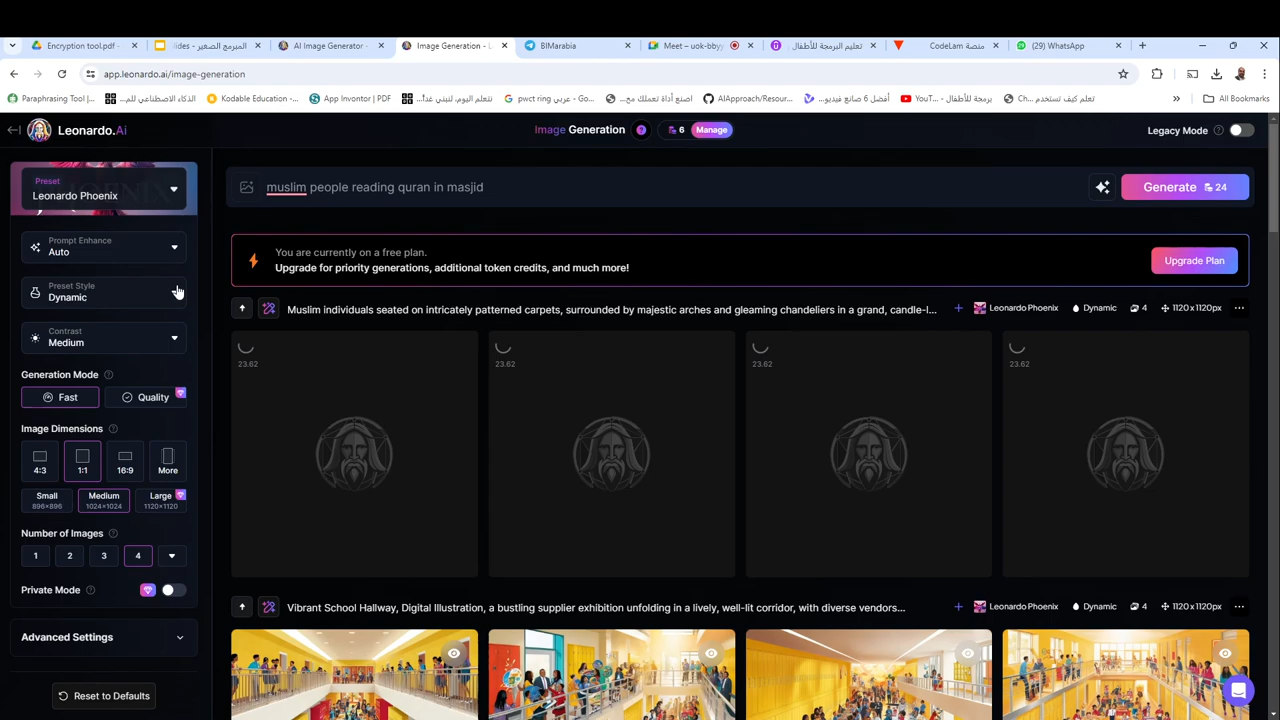 Encryption tool.pdf
المبرمج الصغير - slides
AI Image Generator -
Image Generation - L
BIMarabia
Meet – uok-bbyy
تعليم البرمجة للأطفال
منصة CodeLam
(29) WhatsApp
app.leonardo.ai/image-generation
Paraphrasing Tool |...
الذكاء الاصطناعي للم...
Kodable Education -...
App Inventor | PDF
نتعلم اليوم، لنبني غداً...
pwct ring عربي - Go...
اصنع أداة تعملك مع...
AIApproach/Resour...
أفضل 6 صانع فيديو...
برمجة للأطفال - YouT...
تعلم كيف تستخدم Ch...
»
All Bookmarks
Leonardo.Ai
Image Generation
?
6
Manage
Legacy Mode
Preset
Leonardo Phoenix
muslim people reading quran in masjid
Generate 24
Prompt Enhance
Auto
You are currently on a free plan.
Upgrade for priority generations, additional token credits, and much more!
Upgrade Plan
Preset Style
Dynamic
Muslim individuals seated on intricately patterned carpets, surrounded by majestic arches and gleaming chandeliers in a grand, candle-l...
Leonardo Phoenix
Dynamic
4
1120 x 1120px
Contrast
Medium
23.62
23.62
23.62
23.62
Generation Mode
Fast
Quality
Image Dimensions
4:3
1:1
16:9
More
Small
896×896
Medium
1024×1024
Large
1120×1120
Number of Images
1
2
3
4
Private Mode
Vibrant School Hallway, Digital Illustration, a bustling supplier exhibition unfolding in a lively, well-lit corridor, with diverse vendors...
Leonardo Phoenix
Dynamic
4
1120 x 1120px
Advanced Settings
Reset to Defaults